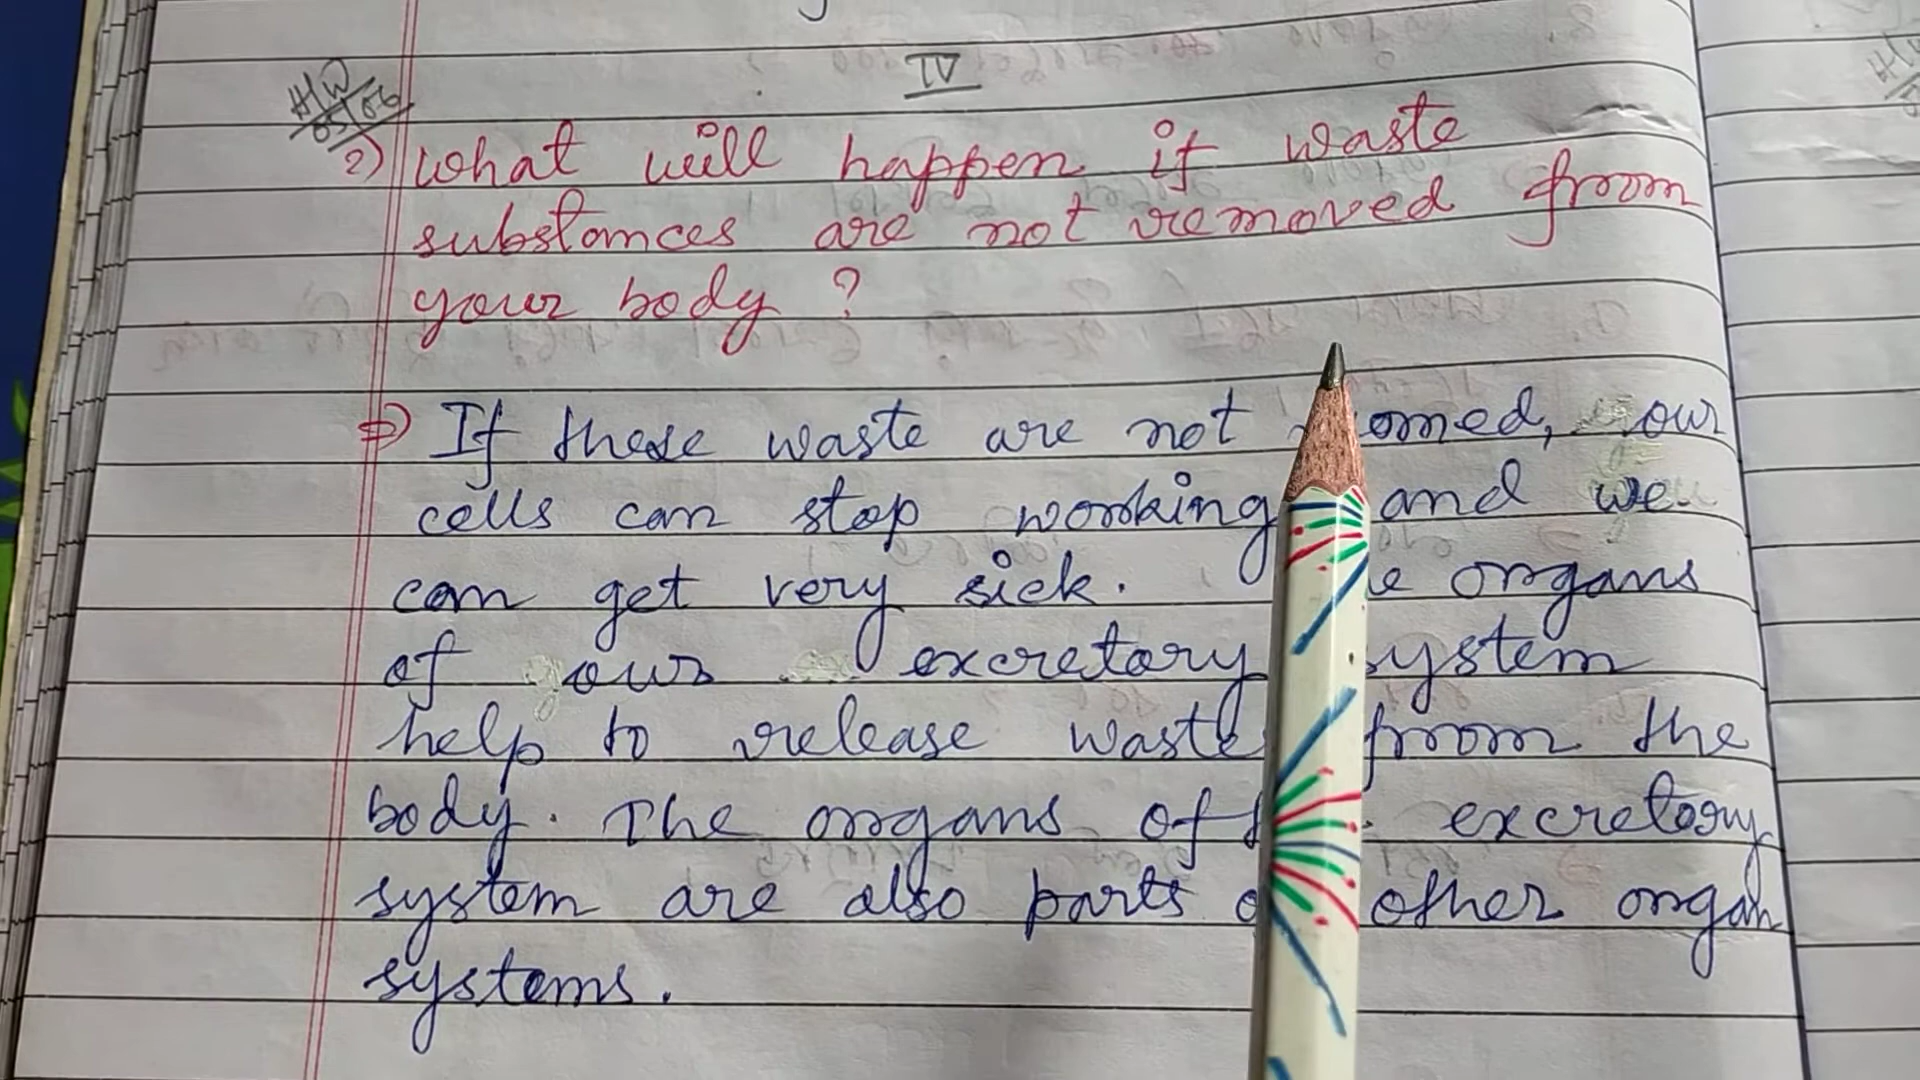 IV
H/W
05/06
2) What will happen if waste
substances are not removed from
your body ?
⇒ If these waste are not our
cells can stop working and we
can get very sick. organs
of our excretory system
help to release waste from the
body. The organs of excretory
system are also parts other organ
systems.